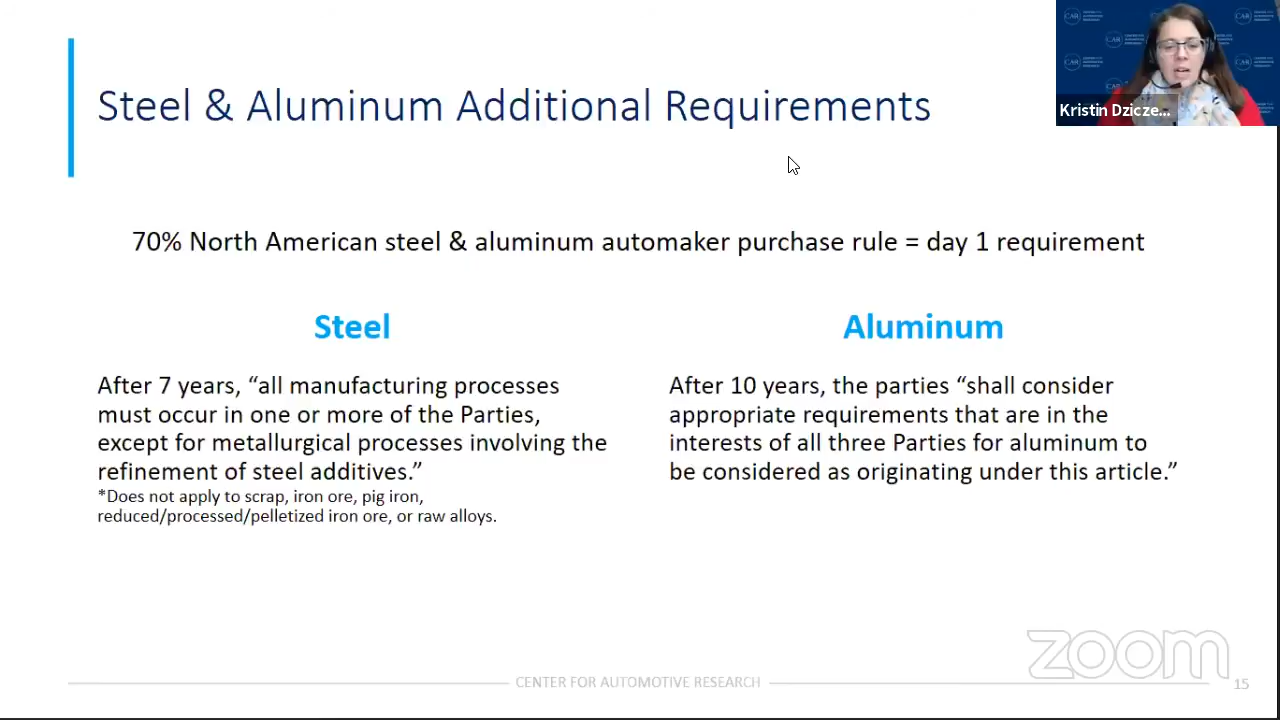 Steel & Aluminum Additional Requirements
Kristin Dzicze...
70% North American steel & aluminum automaker purchase rule = day 1 requirement
Steel
After 7 years, “all manufacturing processes
must occur in one or more of the Parties,
except for metallurgical processes involving the
refinement of steel additives.”
*Does not apply to scrap, iron ore, pig iron,
reduced/processed/pelletized iron ore, or raw alloys.
Aluminum
After 10 years, the parties “shall consider
appropriate requirements that are in the
interests of all three Parties for aluminum to
be considered as originating under this article.”
zoom
CENTER FOR AUTOMOTIVE RESEARCH
15
CAR